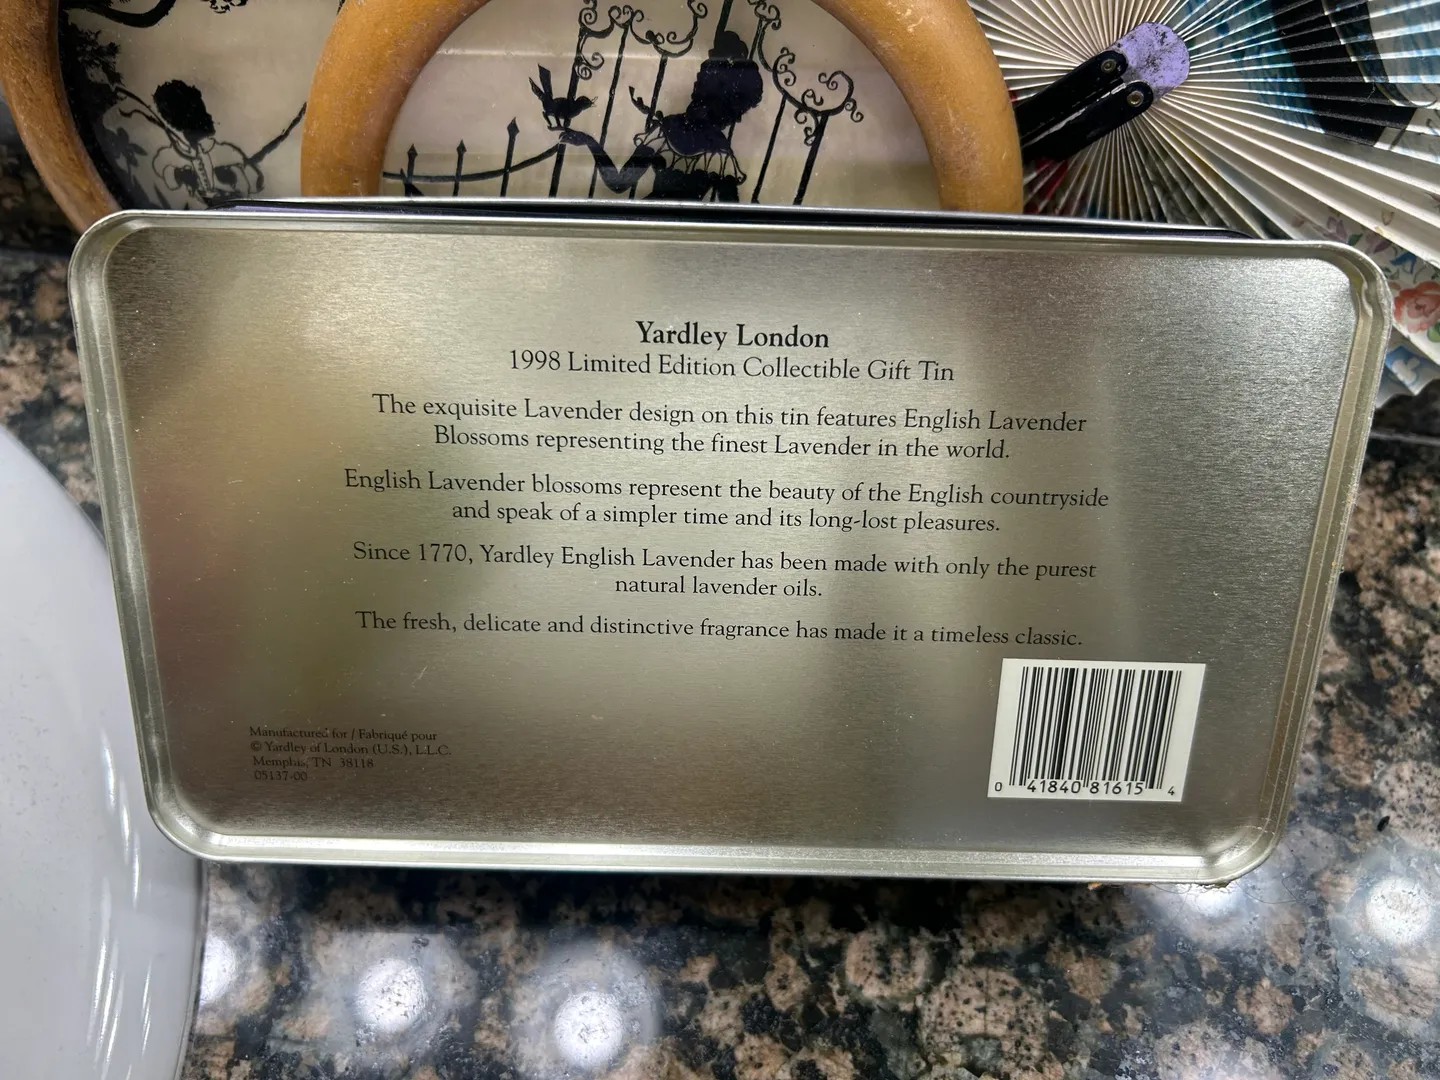 Yardley London
1998 Limited Edition Collectible Gift Tin
The exquisite Lavender design on this tin features English Lavender
Blossoms representing the finest Lavender in the world.
English Lavender blossoms represent the beauty of the English countryside
and speak of a simpler time and its long-lost pleasures.
Since 1770, Yardley English Lavender has been made with only the purest
natural lavender oils.
The fresh, delicate and distinctive fragrance has made it a timeless classic.
Manufactured for / Fabriqué pour
© Yardley of London (U.S.), L.L.C.
Memphis, TN 38118
05137-00
0 41840 81615 4